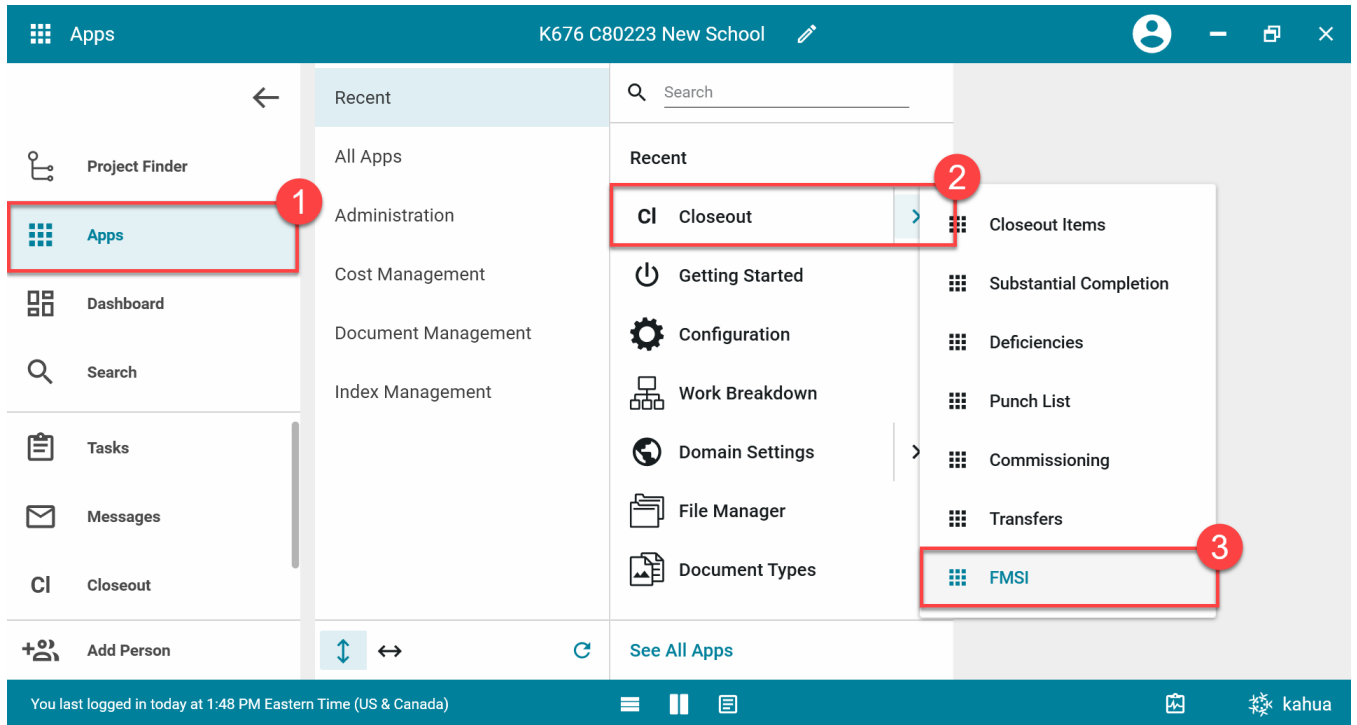 Apps
K676 C80223 New School
Project Finder
Apps
Dashboard
Search
Tasks
Messages
Cl
Closeout
Add Person
Recent
All Apps
Administration
Cost Management
Document Management
Index Management
Search
Recent
Cl
Closeout
Getting Started
Configuration
Work Breakdown
Domain Settings
File Manager
Document Types
See All Apps
Closeout Items
Substantial Completion
Deficiencies
Punch List
Commissioning
Transfers
FMSI
1
2
3
You last logged in today at 1:48 PM Eastern Time (US & Canada)
kahua